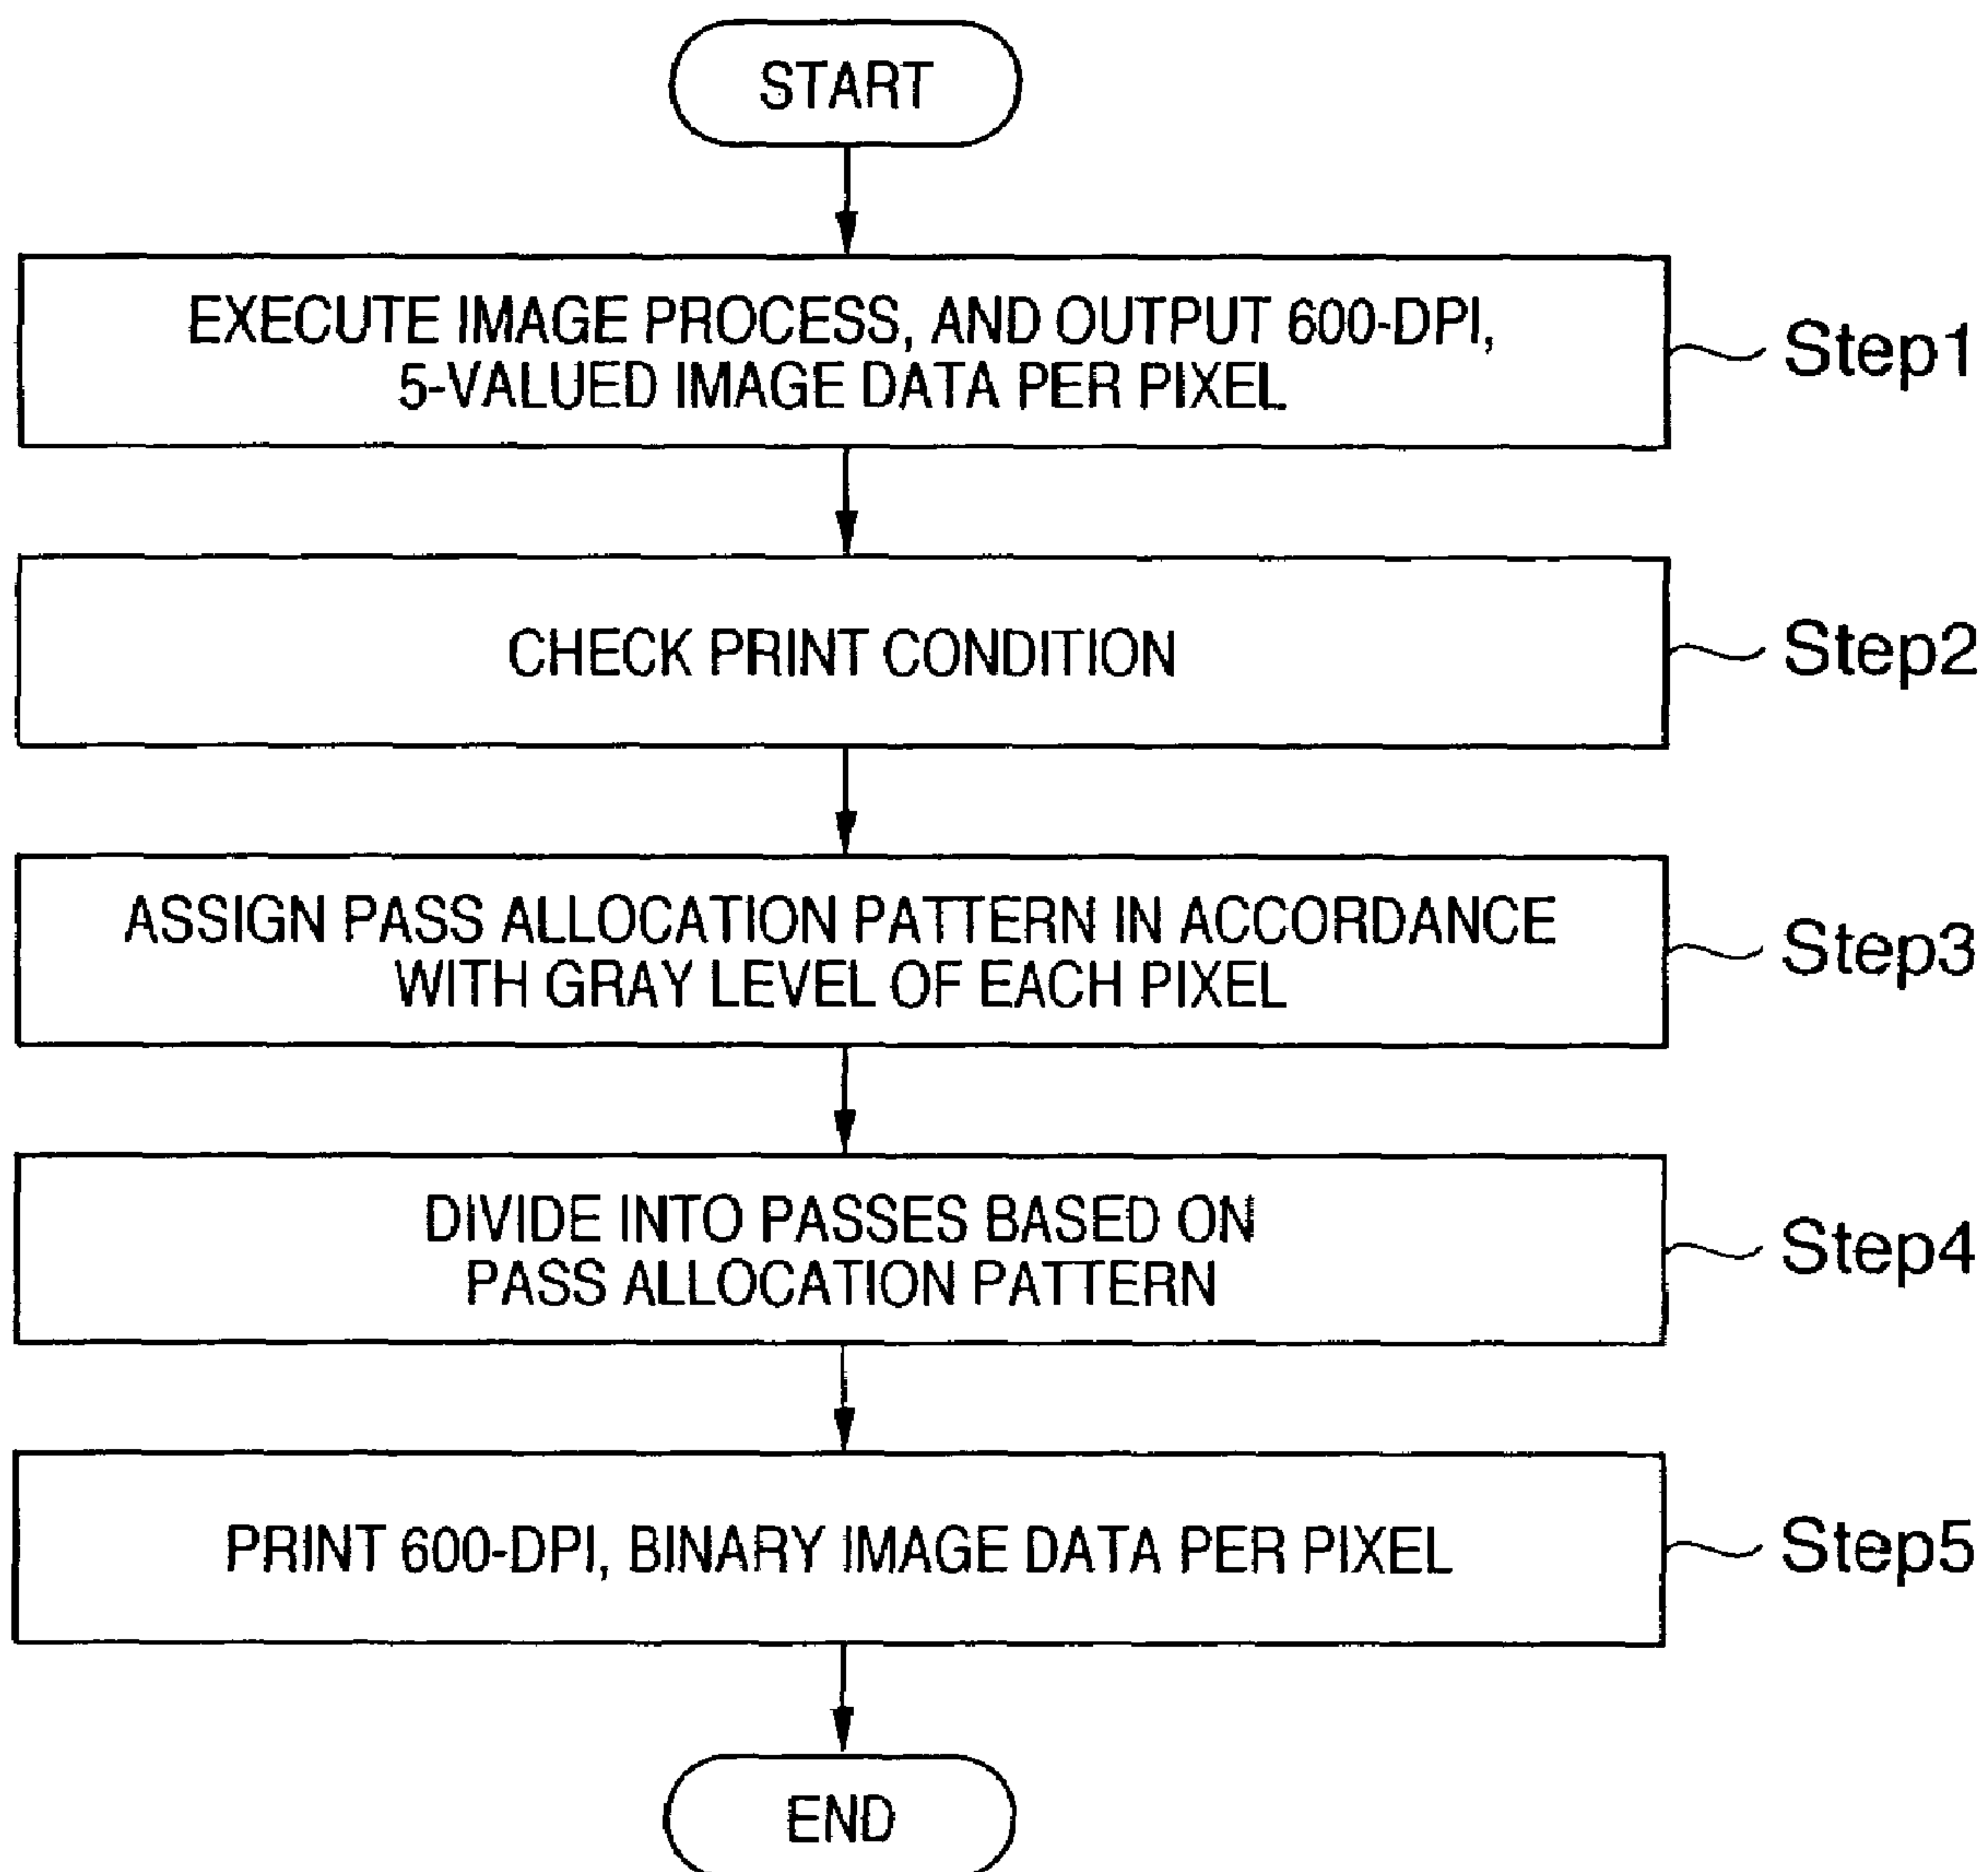 START
EXECUTE IMAGE PROCESS, AND OUTPUT 600-DPI,
5-VALUED IMAGE DATA PER PIXEL
Step1
CHECK PRINT CONDITION
Step2
ASSIGN PASS ALLOCATION PATTERN IN ACCORDANCE
WITH GRAY LEVEL OF EACH PIXEL
Step3
DIVIDE INTO PASSES BASED ON
PASS ALLOCATION PATTERN
Step4
PRINT 600-DPI, BINARY IMAGE DATA PER PIXEL
Step5
END